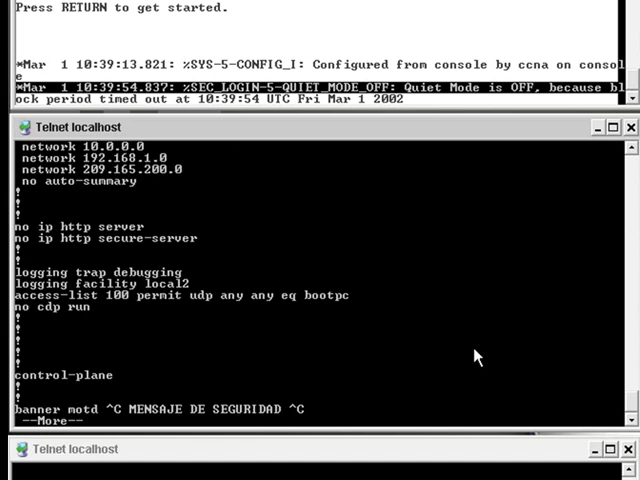 Press RETURN to get started.
*Mar  1 10:39:13.821: %SYS-5-CONFIG_I: Configured from console by ccna on consol
e
*Mar  1 10:39:54.837: %SEC_LOGIN-5-QUIET_MODE_OFF: Quiet Mode is OFF, because bl
ock period timed out at 10:39:54 UTC Fri Mar 1 2002
Telnet localhost
 network 10.0.0.0
 network 192.168.1.0
 network 209.165.200.0
 no auto-summary
!
!
!
no ip http server
no ip http secure-server
!
!
logging trap debugging
logging facility local2
access-list 100 permit udp any any eq bootpc
no cdp run
!
!
!
!
!
control-plane
!
!
banner motd ^C MENSAJE DE SEGURIDAD ^C
 --More--
Telnet localhost